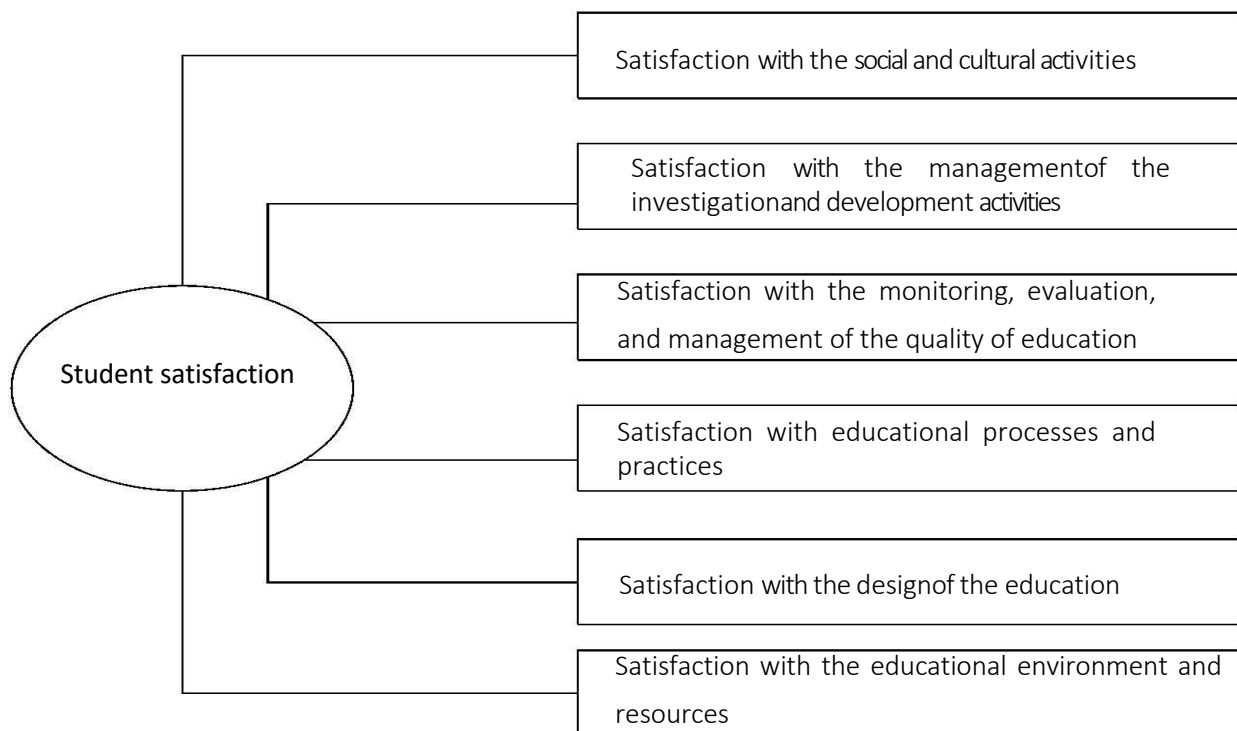 Satisfaction with the social and cultural activities
Satisfaction with the managementof the
investigationand development activities
Satisfaction with the monitoring, evaluation,
and management of the quality of education
Student satisfaction
Satisfaction with educational processes and
practices
Satisfaction with the designof the education
Satisfaction with the educational environment and
resources